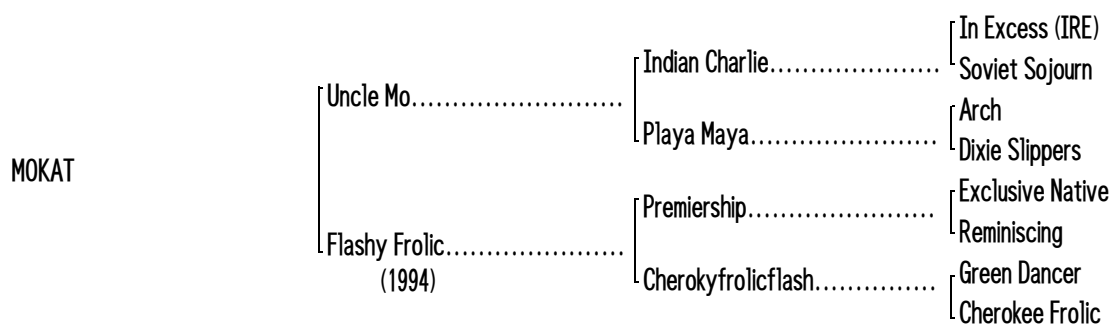 In Excess (IRE)
Indian Charlie.....................
Soviet Sojourn
Uncle Mo..........................
Arch
Playa Maya.......................
Dixie Slippers
MOKAT
Exclusive Native
Premiership.......................
Reminiscing
Flashy Frolic......................
(1994)
Green Dancer
Cherokyfrolicflash...............
Cherokee Frolic